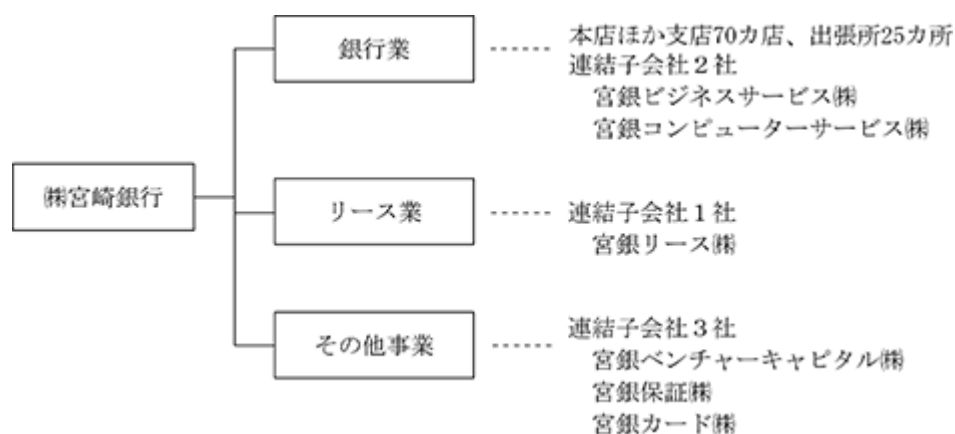 ㈱宮崎銀行
銀行業
本店ほか支店70カ店、出張所25カ所
連結子会社2社
宮銀ビジネスサービス㈱
宮銀コンピューターサービス㈱
リース業
連結子会社1社
宮銀リース㈱
その他事業
連結子会社3社
宮銀ベンチャーキャピタル㈱
宮銀保証㈱
宮銀カード㈱